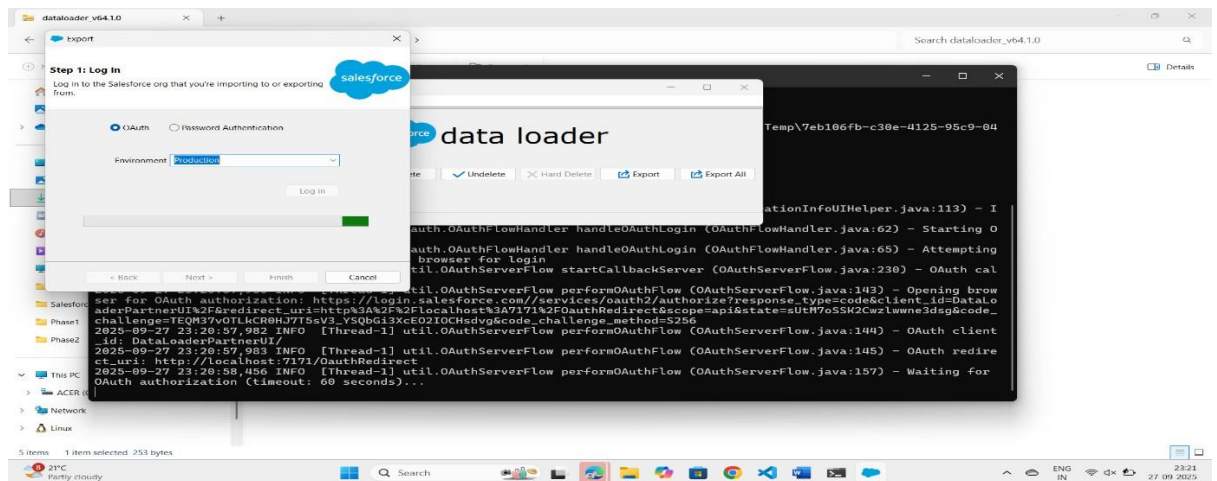 dataloader_v64.1.0
Export
Search dataloader_v64.1.0
Details
Step 1: Log In
Log in to the Salesforce org that you're importing to or exporting
from.
salesforce
OAuth
Password Authentication
Environment
Production
Log in
< Back
Next >
Finish
Cancel
data loader
Undelete
Hard Delete
Export
Export All
Temp\7eb106fb-c30e-4125-95c9-04
ationInfoUIHelper.java:113) - I
auth.OAuthFlowHandler handleOAuthLogin (OAuthFlowHandler.java:62) - Starting O
auth.OAuthFlowHandler handleOAuthLogin (OAuthFlowHandler.java:65) - Attempting
browser for login
til.OAuthServerFlow startCallbackServer (OAuthServerFlow.java:230) - OAuth cal
util.OAuthServerFlow performOAuthFlow (OAuthServerFlow.java:143) - Opening brow
ser for OAuth authorization: https://login.salesforce.com//services/oauth2/authorize?response_type=code&client_id=DataLo
aderPartnerUI%2F&redirect_uri=http%3A%2F%2Flocalhost%3A7171%2FOauthRedirect&scope=api&state=sUtM7oSSK2Cwzlwwne3dsg&code_
challenge=TEQM37vOTLkCR0HJ7T5sV3_YSQbGi3XcEO2IOCHsdvg&code_challenge_method=S256
2025-09-27 23:20:57,982 INFO [Thread-1] util.OAuthServerFlow performOAuthFlow (OAuthServerFlow.java:144) - OAuth client
_id: DataLoaderPartnerUI/
2025-09-27 23:20:57,983 INFO [Thread-1] util.OAuthServerFlow performOAuthFlow (OAuthServerFlow.java:145) - OAuth redire
ct_uri: http://localhost:7171/OauthRedirect
2025-09-27 23:20:58,456 INFO [Thread-1] util.OAuthServerFlow performOAuthFlow (OAuthServerFlow.java:157) - Waiting for
OAuth authorization (timeout: 60 seconds)...
Salesforc
Phase1
Phase2
This PC
ACER
Network
Linux
5 items
1 item selected 253 bytes
8
21°C
Partly cloudy
Search
ENG
IN
23:21
27-09-2025